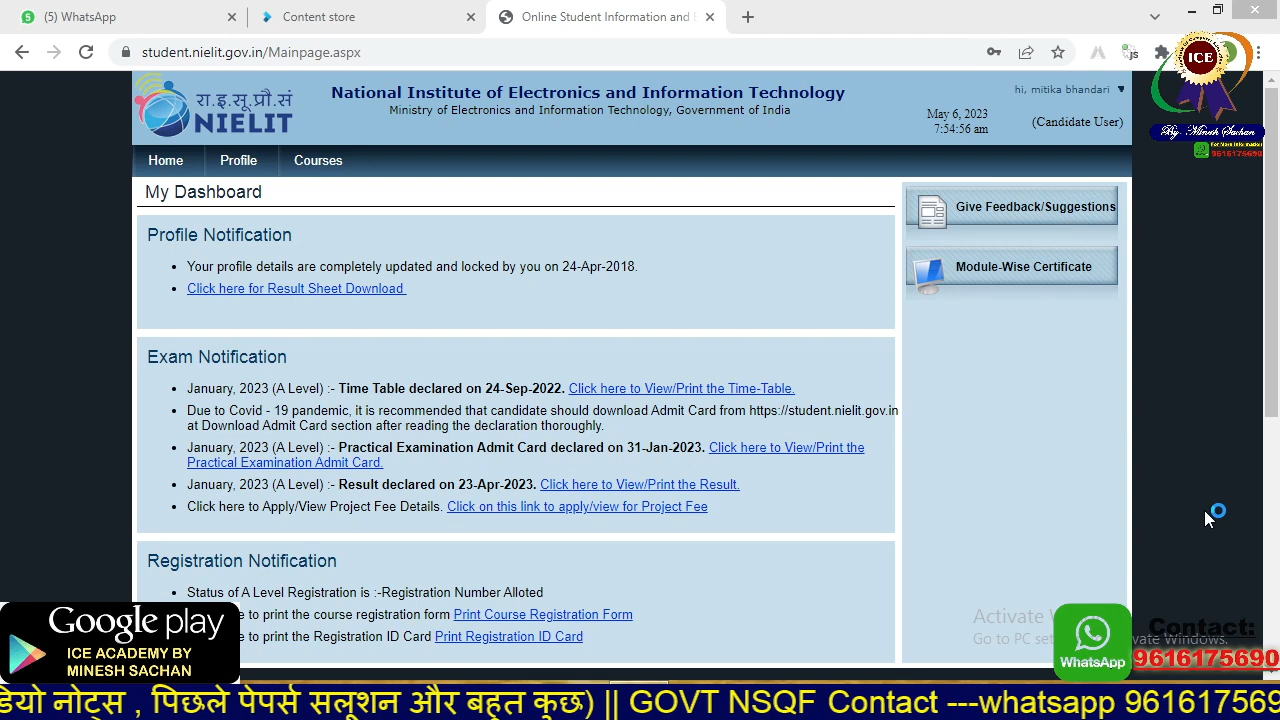 (5) WhatsApp
Content store
Online Student Information and
student.nielit.gov.in/Mainpage.aspx
js
ICE
By- Minesh Sachan
For More Information
9616175690
रा.इ.सू.प्रौ.सं
NIELIT
National Institute of Electronics and Information Technology
Ministry of Electronics and Information Technology, Government of India
hi, mitika bhandari
May 6, 2023
7:54:56 am
(Candidate User)
Home
Profile
Courses
My Dashboard
Give Feedback/Suggestions
Module-Wise Certificate
Profile Notification
Your profile details are completely updated and locked by you on 24-Apr-2018.
Click here for Result Sheet Download
Exam Notification
January, 2023 (A Level) :- Time Table declared on 24-Sep-2022. Click here to View/Print the Time-Table.
Due to Covid - 19 pandemic, it is recommended that candidate should download Admit Card from https://student.nielit.gov.in
at Download Admit Card section after reading the declaration thoroughly.
January, 2023 (A Level) :- Practical Examination Admit Card declared on 31-Jan-2023. Click here to View/Print the
Practical Examination Admit Card.
January, 2023 (A Level) :- Result declared on 23-Apr-2023. Click here to View/Print the Result.
Click here to Apply/View Project Fee Details. Click on this link to apply/view for Project Fee
Registration Notification
Status of A Level Registration is :-Registration Number Alloted
e to print the course registration form Print Course Registration Form
e to print the Registration ID Card Print Registration ID Card
Google play
ICE ACADEMY BY
MINESH SACHAN
Activate
Go to PC vate Windows.
WhatsApp
Contact:
9616175690
डियो नोट्स , पिछले पेपर्स सलूशन और बहुत कुछ) || GOVT NSQF Contact ---whatsapp 961617569